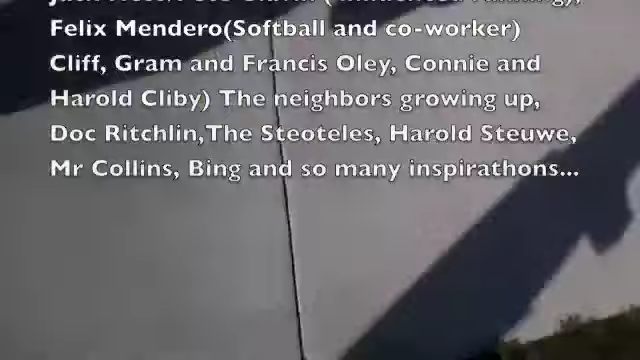 Felix Mendero(Softball and co-worker)
Cliff, Gram and Francis Oley, Connie and
Harold Cliby) The neighbors growing up,
Doc Ritchlin,The Steoteles, Harold Steuwe,
Mr Collins, Bing and so many inspirathons...